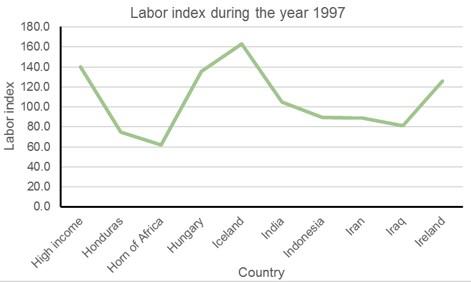 Labor index during the year 1997
Labor index
180.0
160.0
140.0
120.0
100.0
80.0
60.0
40.0
20.0
0.0
High income
Honduras
Horn of Africa
Hungary
Iceland
India
Indonesia
Iran
Iraq
Ireland
Country